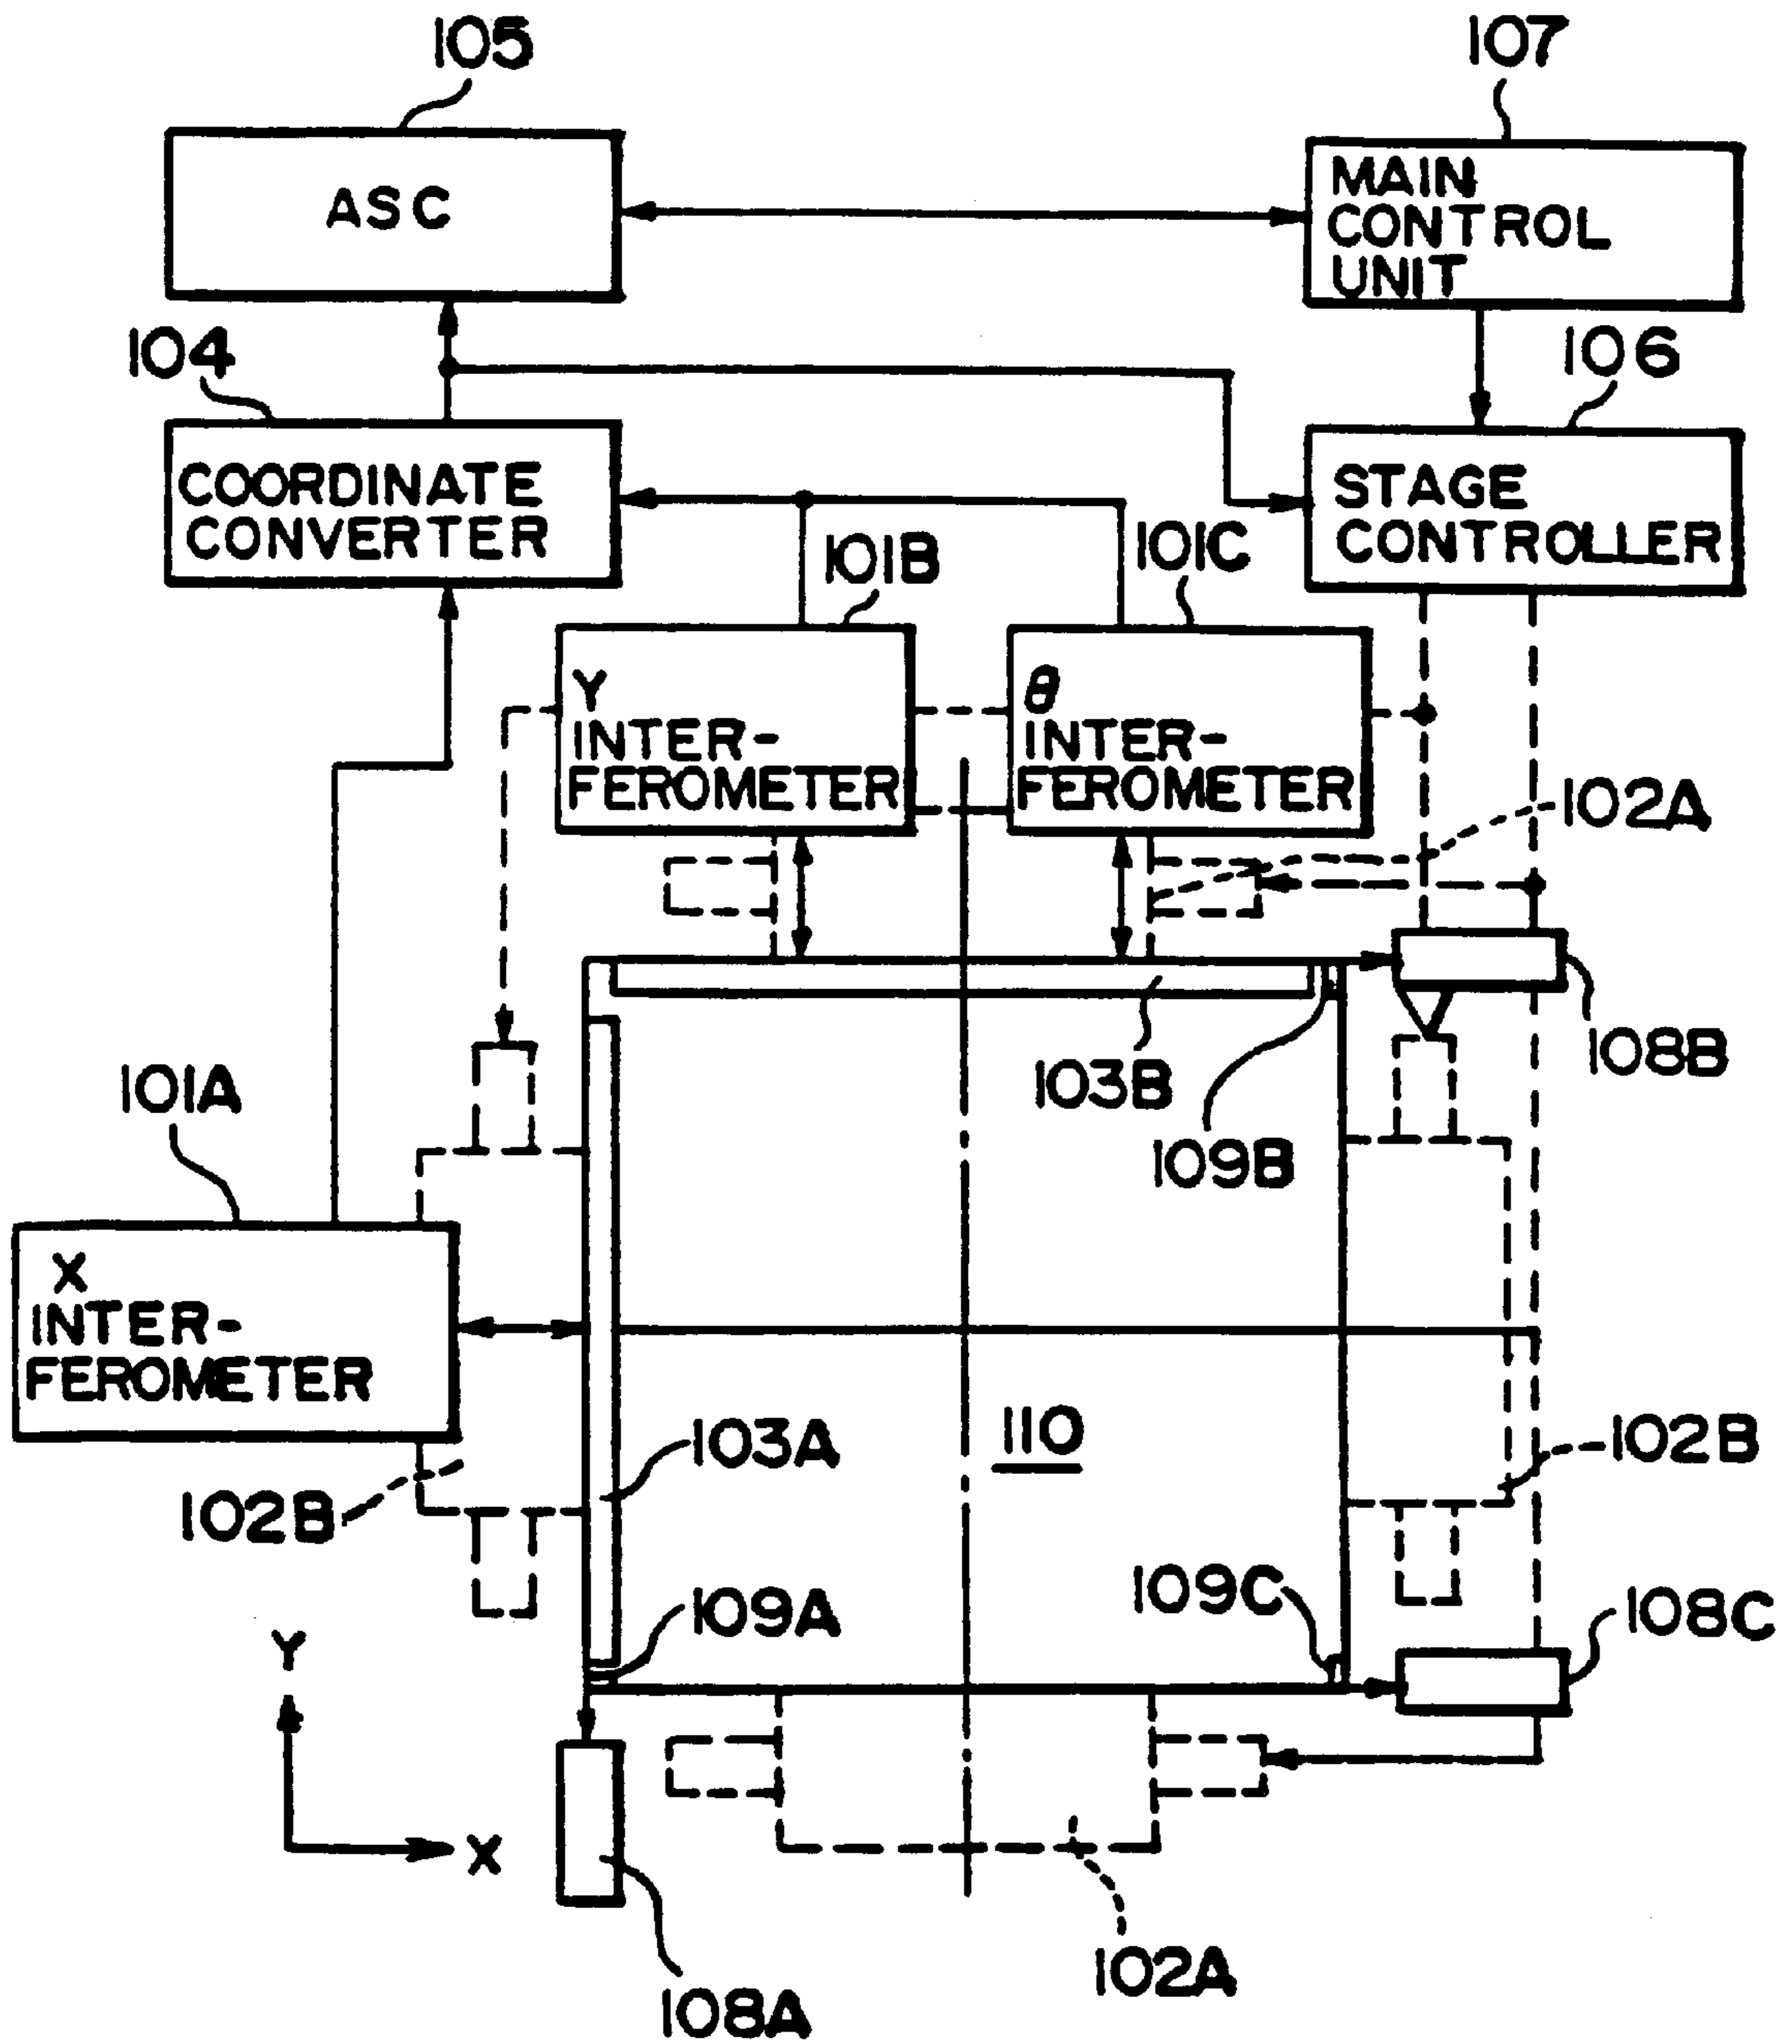 105
107
ASC
MAIN
CONTROL
UNIT
104
106
COORDINATE
CONVERTER
STAGE
CONTROLLER
101B
101C
Y
INTER-
FEROMETER
θ
INTER-
FEROMETER
102A
108B
103B
101A
109B
X
INTER-
FEROMETER
110
103A
102B
102B
109A
109C
108C
Y
X
102A
108A